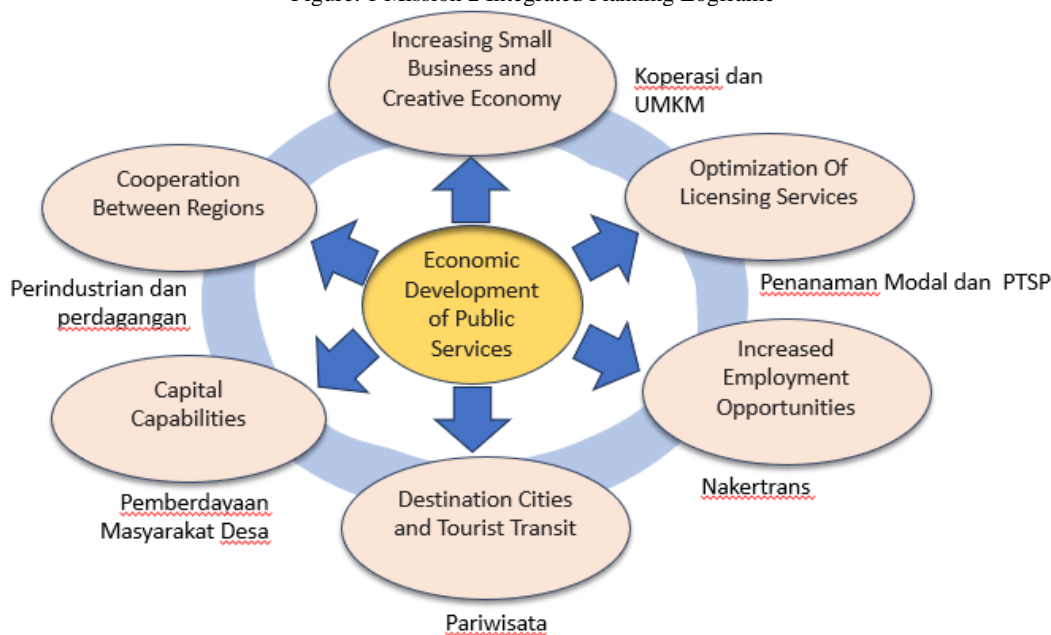 Increasing Small
Business and
Creative Economy
Koperasi dan
UMKM
Optimization Of
Licensing Services
Cooperation
Between Regions
Economic
Development
of Public
Services
Perindustrian dan
perdagangan
Penanaman Modal dan PTSP
Increased
Employment
Opportunities
Capital
Capabilities
Nakertrans
Pemberdayaan
Masyarakat Desa
Destination Cities
and Tourist Transit
Pariwisata